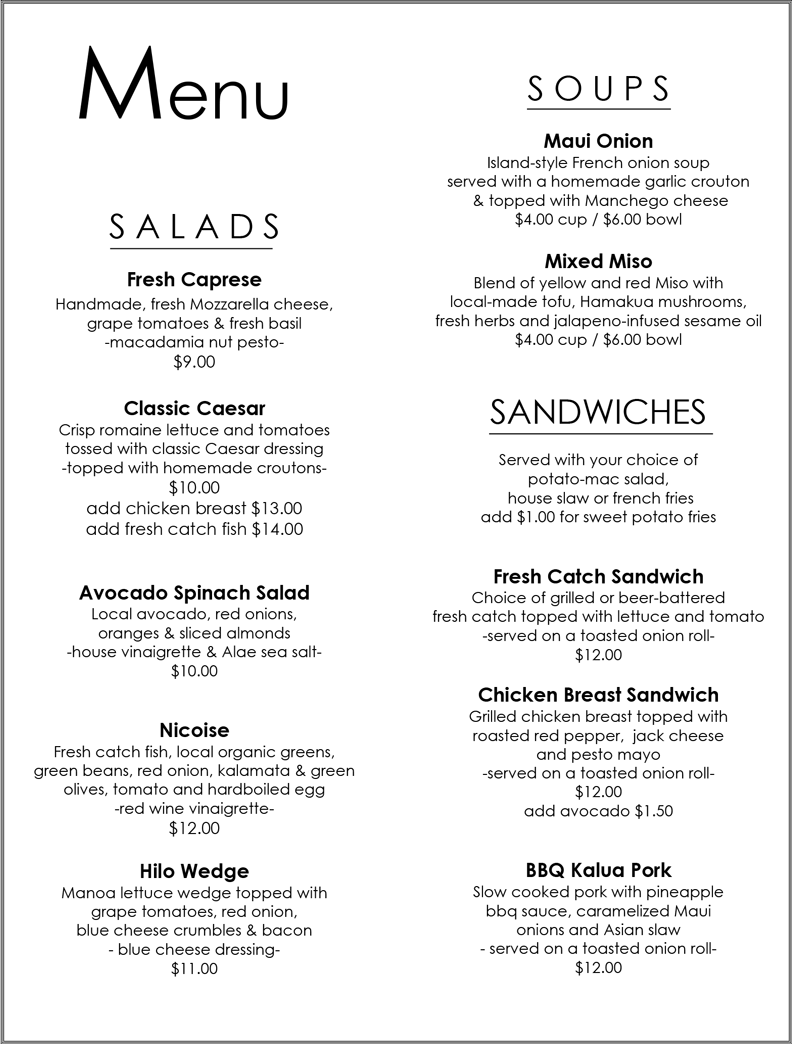 Menu
SALADS
Fresh Caprese
Handmade, fresh Mozzarella cheese,
grape tomatoes & fresh basil
-macadamia nut pesto-
$9.00
Classic Caesar
Crisp romaine lettuce and tomatoes
tossed with classic Caesar dressing
-topped with homemade croutons-
$10.00
add chicken breast $13.00
add fresh catch fish $14.00
Avocado Spinach Salad
Local avocado, red onions,
oranges & sliced almonds
-house vinaigrette & Alae sea salt-
$10.00
Nicoise
Fresh catch fish, local organic greens,
green beans, red onion, kalamata & green
olives, tomato and hardboiled egg
-red wine vinaigrette-
$12.00
Hilo Wedge
Manoa lettuce wedge topped with
grape tomatoes, red onion,
blue cheese crumbles & bacon
- blue cheese dressing-
$11.00
SOUPS
Maui Onion
Island-style French onion soup
served with a homemade garlic crouton
& topped with Manchego cheese
$4.00 cup / $6.00 bowl
Mixed Miso
Blend of yellow and red Miso with
local-made tofu, Hamakua mushrooms,
fresh herbs and jalapeno-infused sesame oil
$4.00 cup / $6.00 bowl
SANDWICHES
Served with your choice of
potato-mac salad,
house slaw or french fries
add $1.00 for sweet potato fries
Fresh Catch Sandwich
Choice of grilled or beer-battered
fresh catch topped with lettuce and tomato
-served on a toasted onion roll-
$12.00
Chicken Breast Sandwich
Grilled chicken breast topped with
roasted red pepper,  jack cheese
and pesto mayo
-served on a toasted onion roll-
$12.00
add avocado $1.50
BBQ Kalua Pork
Slow cooked pork with pineapple
bbq sauce, caramelized Maui
onions and Asian slaw
- served on a toasted onion roll-
$12.00